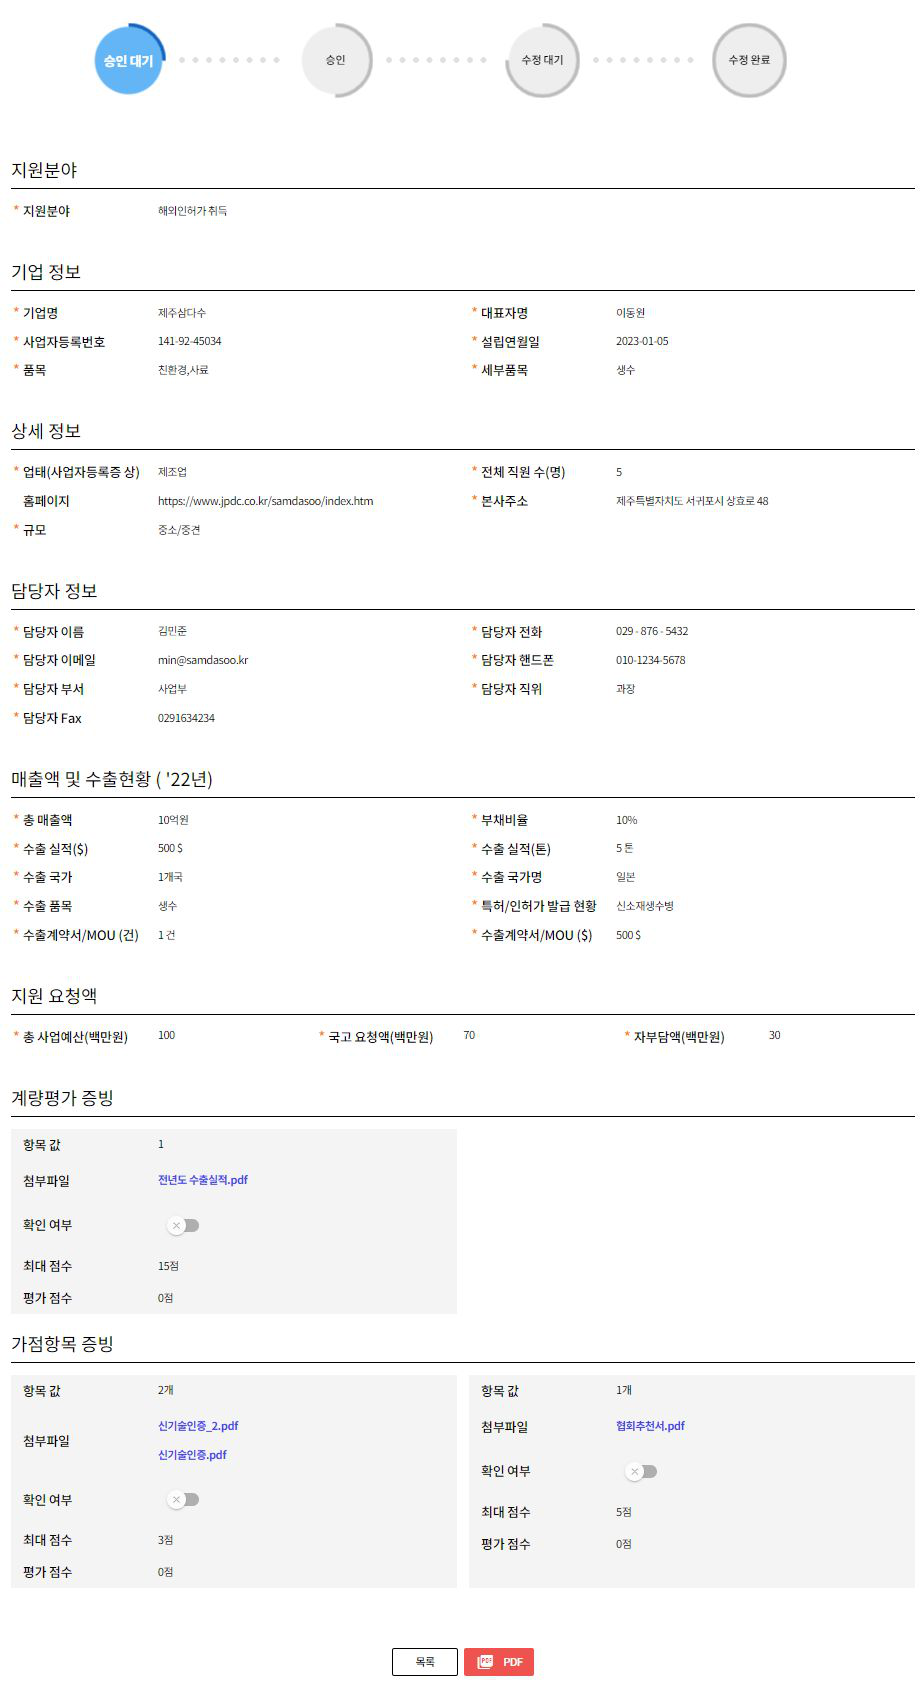 승인 대기 승인 수정 대기 수정 완료
지원분야
* 지원분야 해외인허가 취득
기업 정보
* 기업명 제주삼다수 * 대표자명 이동원
* 사업자등록번호 141-92-45034 * 설립연월일 2023-01-05
* 품목 친환경,사료 * 세부품목 생수
상세 정보
* 업태(사업자등록증 상) 제조업 * 전체 직원 수(명) 5
홈페이지 https://www.jpdc.co.kr/samdasoo/index.htm * 본사주소 제주특별자치도 서귀포시 상효로 48
* 규모 중소/중견
담당자 정보
* 담당자 이름 김민준 * 담당자 전화 029 - 876 - 5432
* 담당자 이메일 min@samdasoo.kr * 담당자 핸드폰 010-1234-5678
* 담당자 부서 사업부 * 담당자 직위 과장
* 담당자 Fax 0291634234
매출액 및 수출현황 ( '22년)
* 총 매출액 10억원 * 부채비율 10%
* 수출 실적($) 500 $ * 수출 실적(톤) 5 톤
* 수출 국가 1개국 * 수출 국가명 일본
* 수출 품목 생수 * 특허/인허가 발급 현황 신소재생수병
* 수출계약서/MOU (건) 1 건 * 수출계약서/MOU ($) 500 $
지원 요청액
* 총 사업예산(백만원) 100 * 국고 요청액(백만원) 70 * 자부담액(백만원) 30
계량평가 증빙
항목 값 1
첨부파일 전년도 수출실적.pdf
확인 여부
최대 점수 15점
평가 점수 0점
가점항목 증빙
항목 값 2개
첨부파일 신기술인증_2.pdf
신기술인증.pdf
확인 여부
최대 점수 3점
평가 점수 0점
항목 값 1개
첨부파일 협회추천서.pdf
확인 여부
최대 점수 5점
평가 점수 0점
목록 PDF PDF